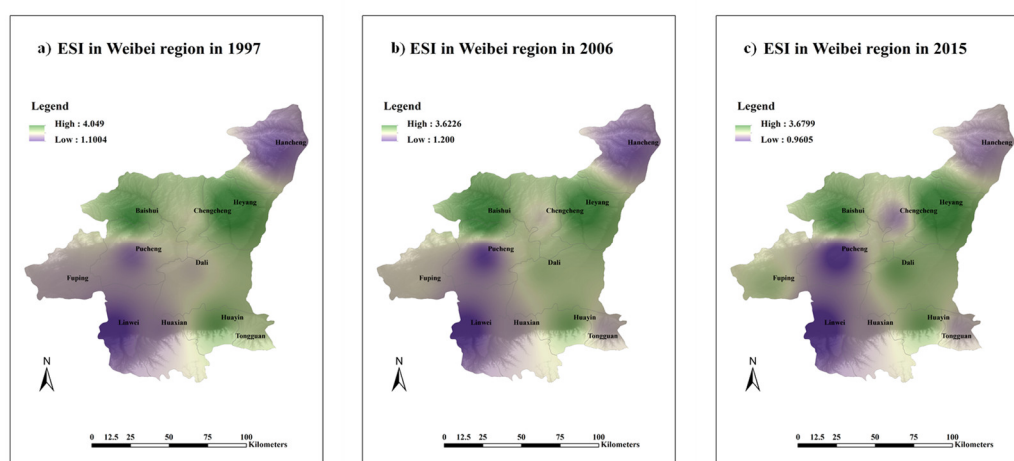 a) ESI in Weibei region in 1997
Legend
High : 4.049
Low : 1.1004
Hancheng
Heyang
Baishui
Chengcheng
Pucheng
Dali
Fuping
Linwei
Huaxian
Huayin
Tongguan
N
0 12.5 25 50 75 100
Kilometers
b) ESI in Weibei region in 2006
Legend
High : 3.6226
Low : 1.200
Hancheng
Heyang
Baishui
Chengcheng
Pucheng
Dali
Fuping
Linwei
Huaxian
Huayin
Tongguan
N
0 12.5 25 50 75 100
Kilometers
c) ESI in Weibei region in 2015
Legend
High : 3.6799
Low : 0.9605
Hancheng
Heyang
Baishui
Chengcheng
Pucheng
Dali
Fuping
Linwei
Huaxian
Huayin
Tongguan
N
0 12.5 25 50 75 100
Kilometers